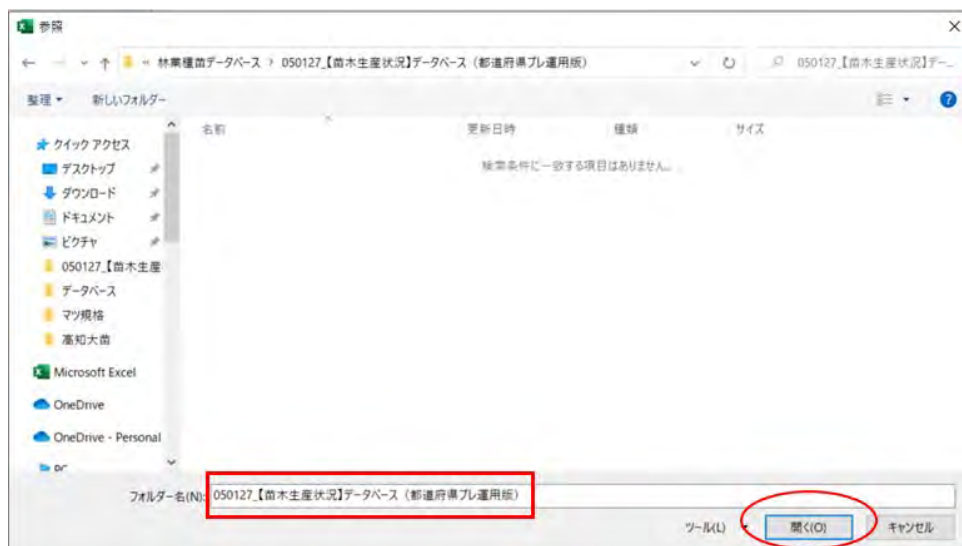 参照
林業種苗データベース › 050127_【苗木生産状況】データベース（都道府県プレ運用版）
050127_【苗木生産状況】デー...
整理 新しいフォルダー
名前 更新日時 種類 サイズ
検索条件に一致する項目はありません。
クイック アクセス
デスクトップ
ダウンロード
ドキュメント
ピクチャ
050127_【苗木生産
データベース
マツ規格
高知大苗
Microsoft Excel
OneDrive
OneDrive - Personal
PC
フォルダー名(N): 050127_【苗木生産状況】データベース（都道府県プレ運用版）
ツール(L) 開く(O) キャンセル